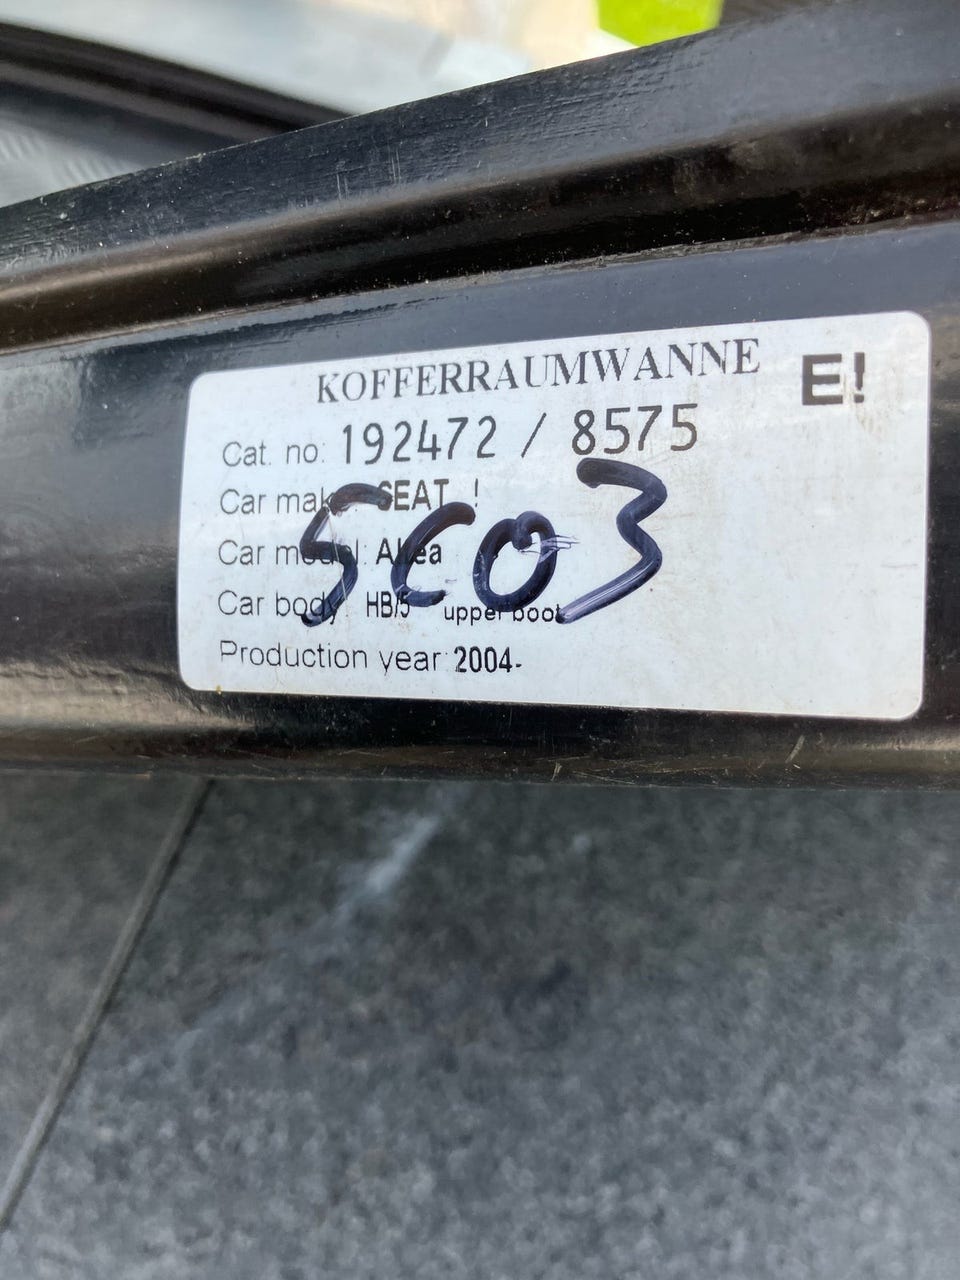 KOFFERRAUMWANNE E!
Cat. no: 192472 / 8575
Car make: SEAT !
Car model: Altea
Car body: HB/5 upper boot
Production year: 2004-
SCO3